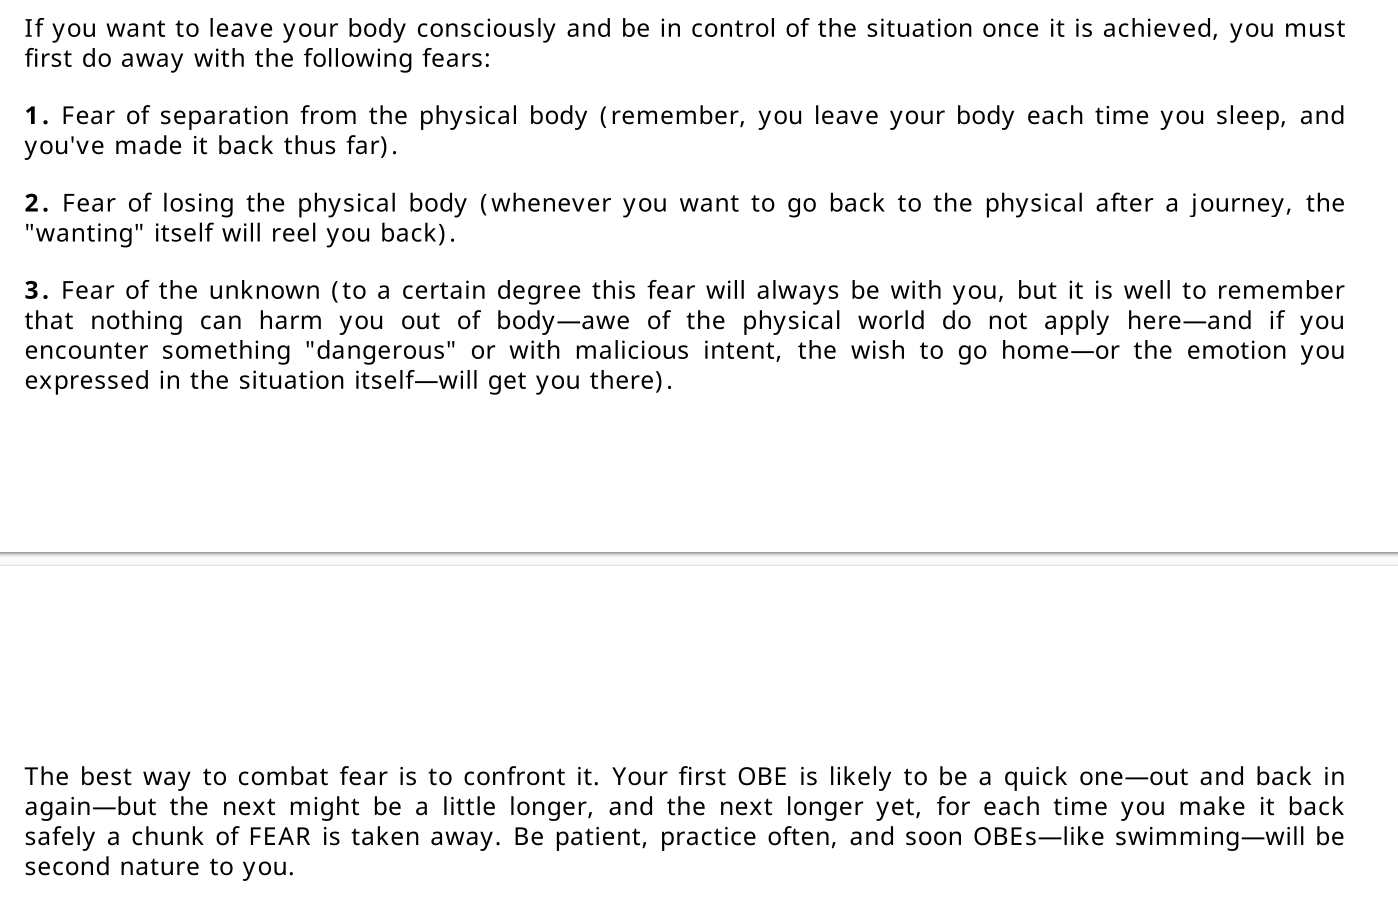 If you want to leave your body consciously and be in control of the situation once it is achieved, you must
first do away with the following fears:
1. Fear of separation from the physical body (remember, you leave your body each time you sleep, and
you've made it back thus far).
2. Fear of losing the physical body (whenever you want to go back to the physical after a journey, the
"wanting" itself will reel you back).
3. Fear of the unknown (to a certain degree this fear will always be with you, but it is well to remember
that nothing can harm you out of body—awe of the physical world do not apply here—and if you
encounter something "dangerous" or with malicious intent, the wish to go home—or the emotion you
expressed in the situation itself—will get you there).
The best way to combat fear is to confront it. Your first OBE is likely to be a quick one—out and back in
again—but the next might be a little longer, and the next longer yet, for each time you make it back
safely a chunk of FEAR is taken away. Be patient, practice often, and soon OBEs—like swimming—will be
second nature to you.